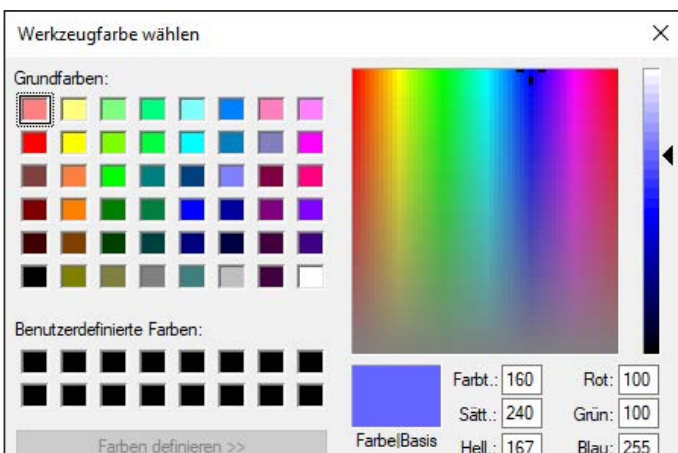 Werkzeugfarbe wählen
Grundfarben:
Benutzerdefinierte Farben:
Farben definieren >>
Farbe|Basis
Farbt.: 160
Sätt.: 240
Hell.: 167
Rot: 100
Grün: 100
Blau: 255